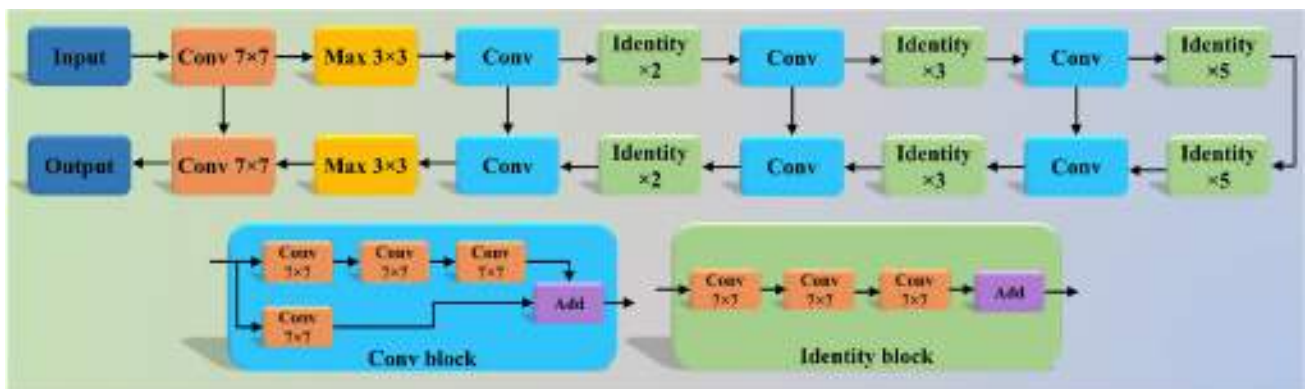 Input
Conv 7×7
Max 3×3
Conv
Identity
×2
Conv
Identity
×3
Conv
Identity
×5
Output
Conv 7×7
Max 3×3
Conv
Identity
×2
Conv
Identity
×3
Conv
Identity
×5
Conv
7×7
Conv
7×7
Conv
7×7
Add
Conv
7×7
Conv block
Conv
7×7
Conv
7×7
Conv
7×7
Add
Identity block